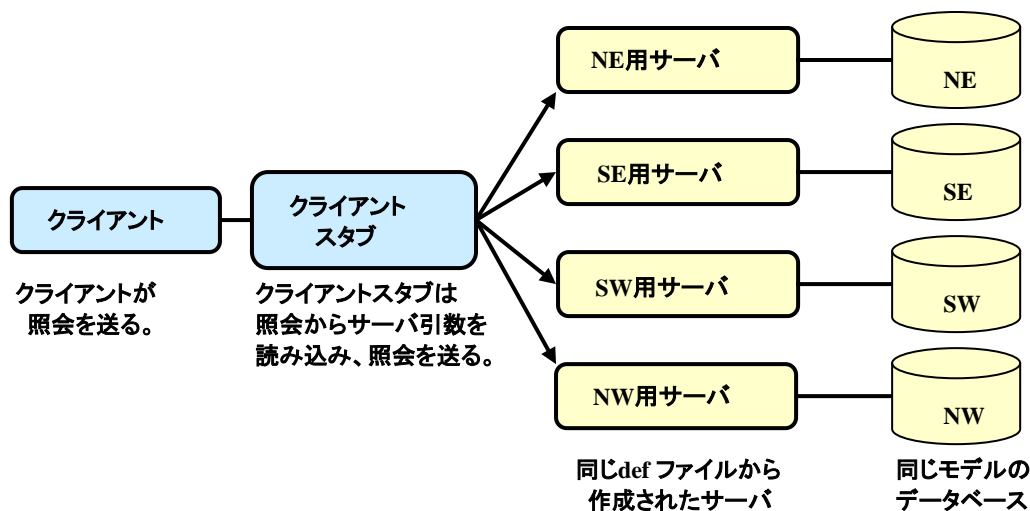 NE用サーバ
NE
SE用サーバ
SE
クライアント
クライアント
スタブ
SW用サーバ
SW
クライアントが
照会を送る。
クライアントスタブは
照会からサーバ引数を
読み込み、照会を送る。
NW用サーバ
NW
同じdef ファイルから
作成されたサーバ
同じモデルの
データベース